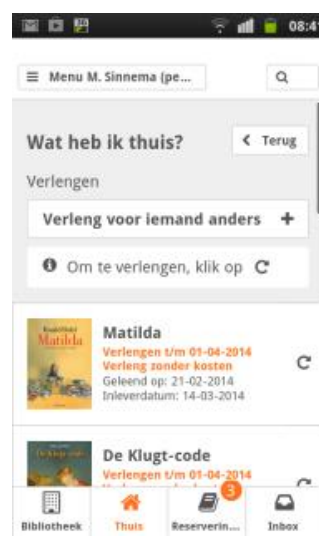 08:41
Menu M. Sinnema (pe...
Wat heb ik thuis?
Terug
Verlengen
Verleng voor iemand anders +
Om te verlengen, klik op
Matilda
Matilda
Verlengen t/m 01-04-2014
Verleng zonder kosten
Geleend op: 21-02-2014
Inleverdatum: 14-03-2014
De Klugt-code
Verlengen t/m 01-04-2014
3
Bibliotheek
Thuis
Reserverin...
Inbox